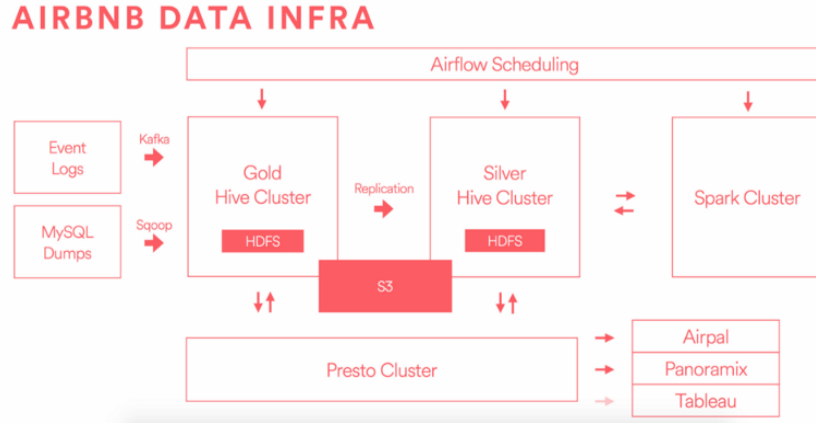 AIRBNB DATA INFRA
Airflow Scheduling
Event
Logs
Kafka
Gold
Hive Cluster
HDFS
Replication
Silver
Hive Cluster
HDFS
Spark Cluster
MySQL
Dumps
Sqoop
S3
Presto Cluster
Airpal
Panoramix
Tableau